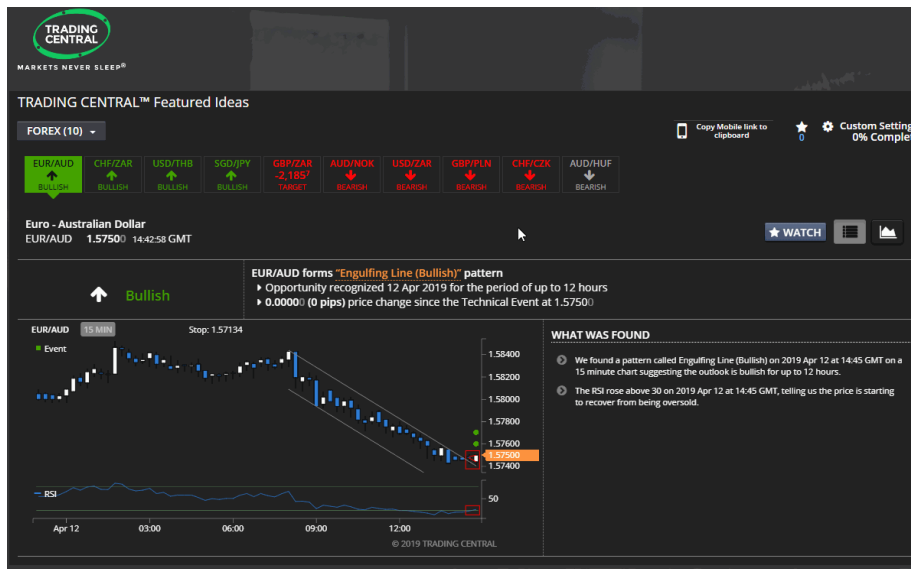 TRADING
CENTRAL
MARKETS NEVER SLEEP®
TRADING CENTRAL™ Featured Ideas
FOREX (10)
Copy Mobile link to
clipboard
0
Custom Setting
0% Complet
EUR/AUD CHF/ZAR USD/THB SGD/JPY GBP/ZAR AUD/NOK USD/ZAR GBP/PLN CHF/CZK AUD/HUF
-2,185⁷
BULLISH BULLISH BULLISH BULLISH TARGET BEARISH BEARISH BEARISH BEARISH BEARISH
Euro - Australian Dollar
EUR/AUD 1.57500 14:42:58 GMT
WATCH
Bullish
EUR/AUD forms "Engulfing Line (Bullish)" pattern
Opportunity recognized 12 Apr 2019 for the period of up to 12 hours
0.00000 (0 pips) price change since the Technical Event at 1.57500
EUR/AUD 15 MIN Stop: 1.57134
Event
1.58400
1.58200
1.58000
1.57800
1.57600
1.57500
1.57400
RSI
50
Apr 12 03:00 06:00 09:00 12:00
© 2019 TRADING CENTRAL
WHAT WAS FOUND
We found a pattern called Engulfing Line (Bullish) on 2019 Apr 12 at 14:45 GMT on a
15 minute chart suggesting the outlook is bullish for up to 12 hours.
The RSI rose above 30 on 2019 Apr 12 at 14:45 GMT, telling us the price is starting
to recover from being oversold.